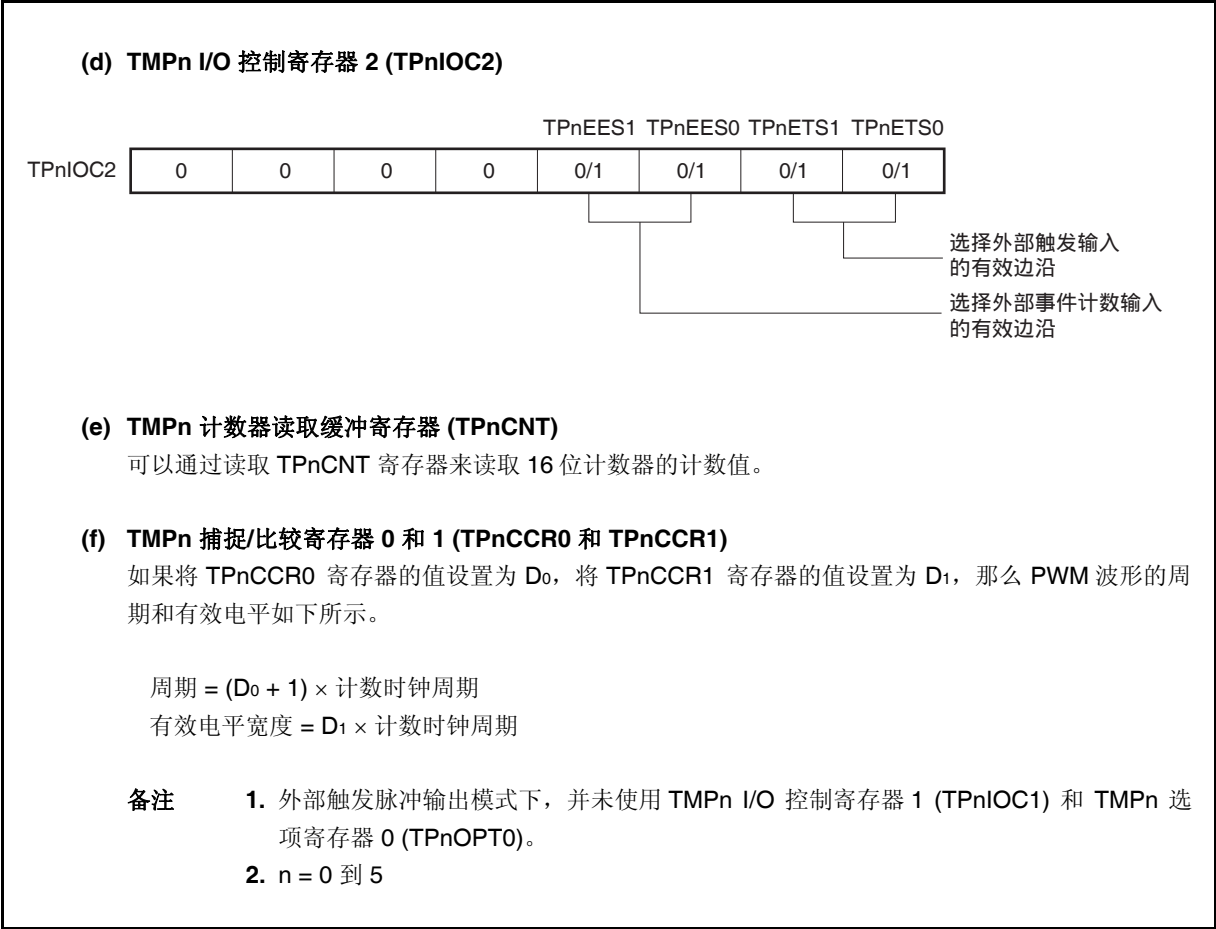 (d) TMPn I/O 控制寄存器 2 (TPnIOC2)
TPnEES1 TPnEES0 TPnETS1 TPnETS0
TPnIOC2 0 0 0 0 0/1 0/1 0/1 0/1
选择外部触发输入
的有效边沿
选择外部事件计数输入
的有效边沿
(e) TMPn 计数器读取缓冲寄存器 (TPnCNT)
可以通过读取 TPnCNT 寄存器来读取 16 位计数器的计数值。
(f) TMPn 捕捉/比较寄存器 0 和 1 (TPnCCR0 和 TPnCCR1)
如果将 TPnCCR0 寄存器的值设置为 D0，将 TPnCCR1 寄存器的值设置为 D1，那么 PWM 波形的周
期和有效电平如下所示。
周期 = (D0 + 1) × 计数时钟周期
有效电平宽度 = D1 × 计数时钟周期
备注 1. 外部触发脉冲输出模式下，并未使用 TMPn I/O 控制寄存器 1 (TPnIOC1) 和 TMPn 选
项寄存器 0 (TPnOPT0)。
2. n = 0 到 5